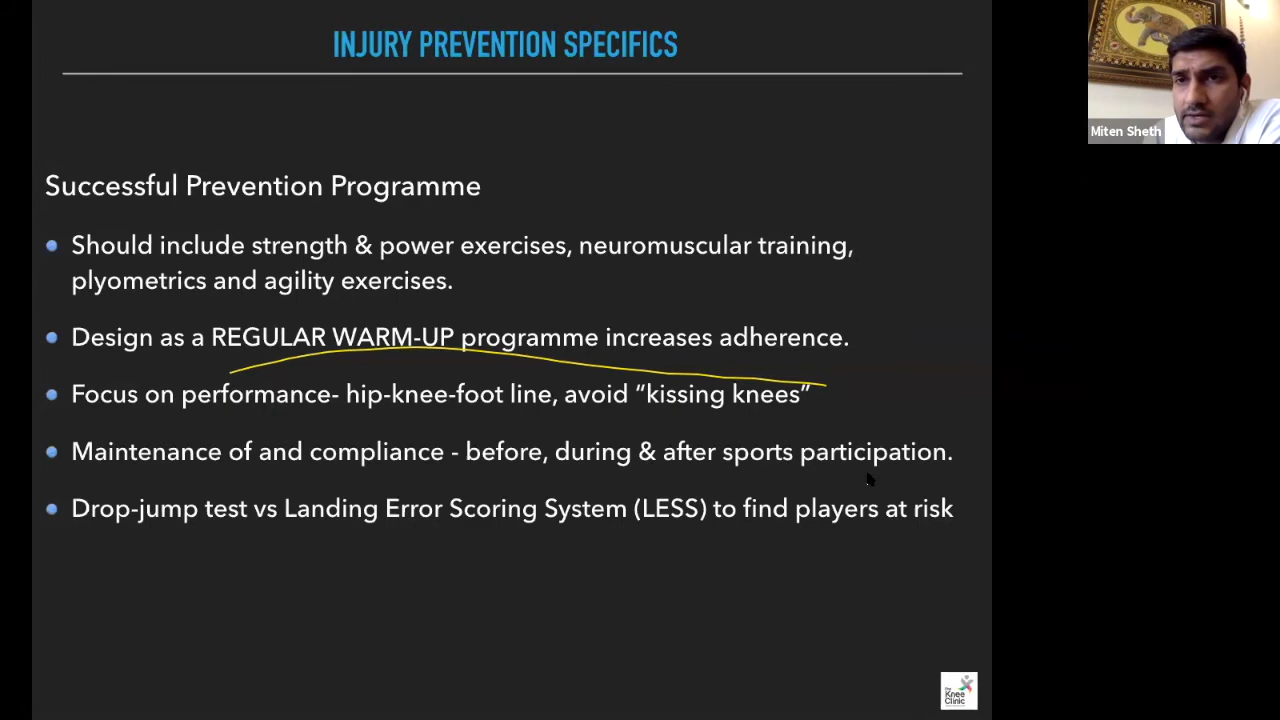 INJURY PREVENTION SPECIFICS
Miten Sheth
Successful Prevention Programme
Should include strength & power exercises, neuromuscular training,
plyometrics and agility exercises.
Design as a REGULAR WARM-UP programme increases adherence.
Focus on performance- hip-knee-foot line, avoid “kissing knees”
Maintenance of and compliance - before, during & after sports participation.
Drop-jump test vs Landing Error Scoring System (LESS) to find players at risk
The
Knee
Clinic